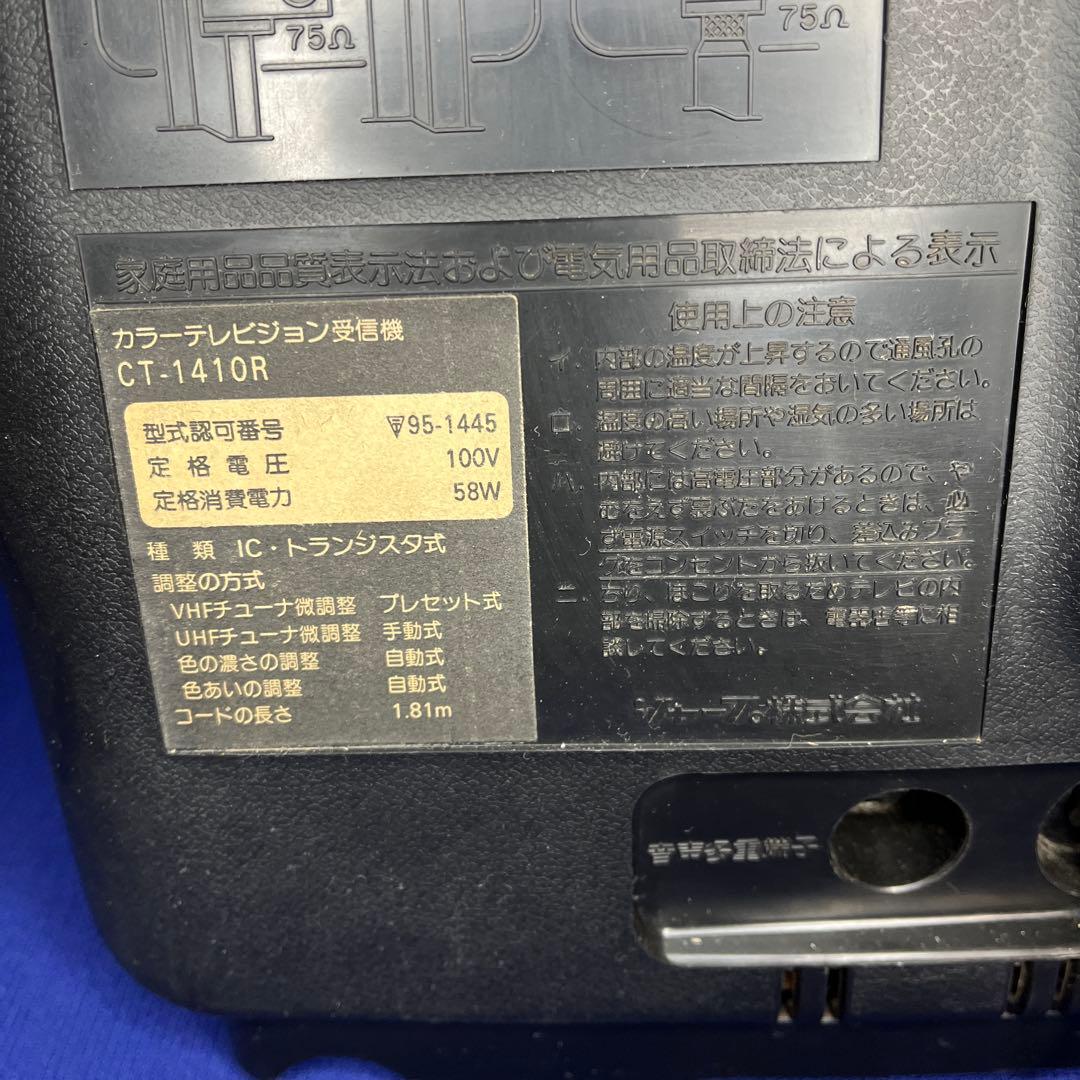 75Ω
75Ω
家庭用品品質表示法および電気用品取締法による表示
カラーテレビジョン受信機
CT-1410R
型式認可番号 95-1445
定格電圧 100V
定格消費電力 58W
種類 IC・トランジスタ式
調整の方式
VHFチューナ微調整 プレセット式
UHFチューナ微調整 手動式
色の濃さの調整 自動式
色あいの調整 自動式
コードの長さ 1.81m
使用上の注意
イ. 内部の温度が上昇するので通風孔の
周囲に適当な間隔をおいてください。
ロ. 温度の高い場所や湿気の多い場所は
避けてください。
ハ. 内部には高電圧部分があるので、や
むをえず裏ぶたをあけるときは、必
ず電源スイッチを切り、差込みプラ
グをコンセントから抜いてください。
ニ. ちり、ほこりを取るためテレビの内
部を掃除するときは、電器店等に相
談してください。
シャープ株式会社
音声多重端子